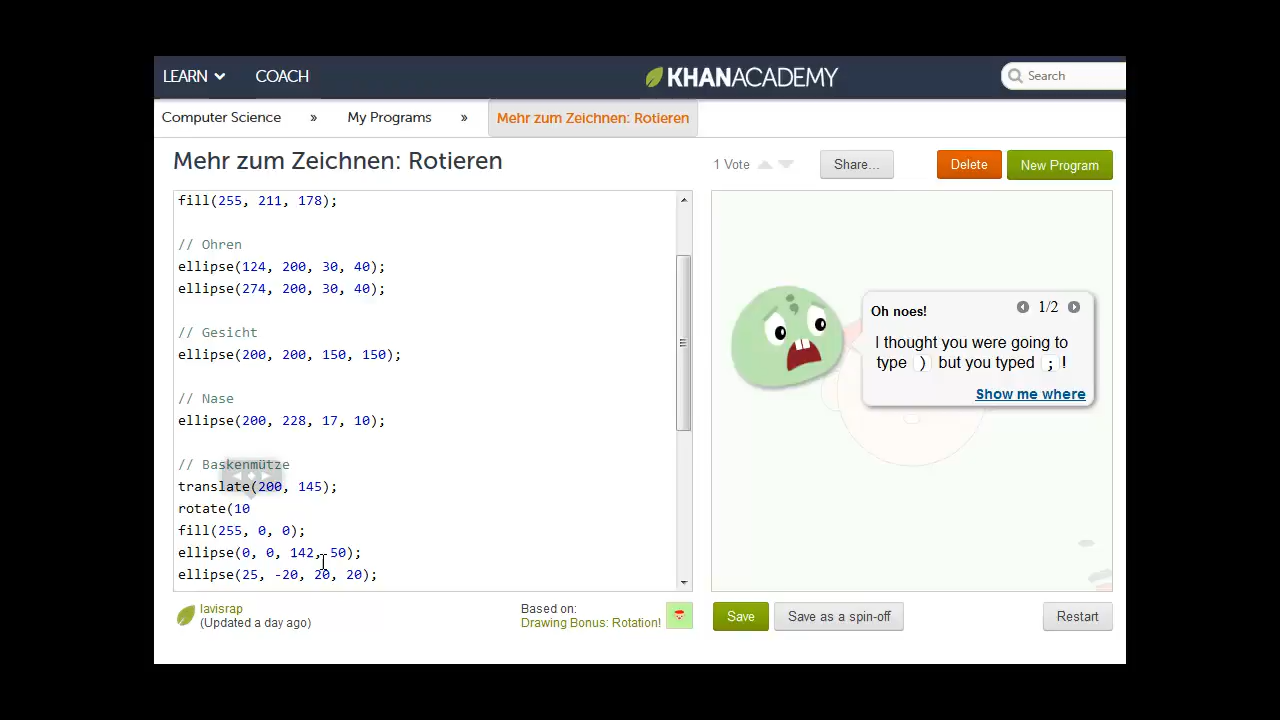 LEARN COACH KHANACADEMY Search
Computer Science » My Programs » Mehr zum Zeichnen: Rotieren
Mehr zum Zeichnen: Rotieren
1 Vote Share... Delete New Program
fill(255, 211, 178);
// Ohren
ellipse(124, 200, 30, 40);
ellipse(274, 200, 30, 40);
// Gesicht
ellipse(200, 200, 150, 150);
// Nase
ellipse(200, 228, 17, 10);
// Baskenmütze
translate(200, 145);
rotate(10
fill(255, 0, 0);
ellipse(0, 0, 142, 50);
ellipse(25, -20, 20, 20);
Oh noes! 1/2
I thought you were going to
type ) but you typed ; !
Show me where
lavisrap
(Updated a day ago)
Based on:
Drawing Bonus: Rotation!
Save Save as a spin-off Restart